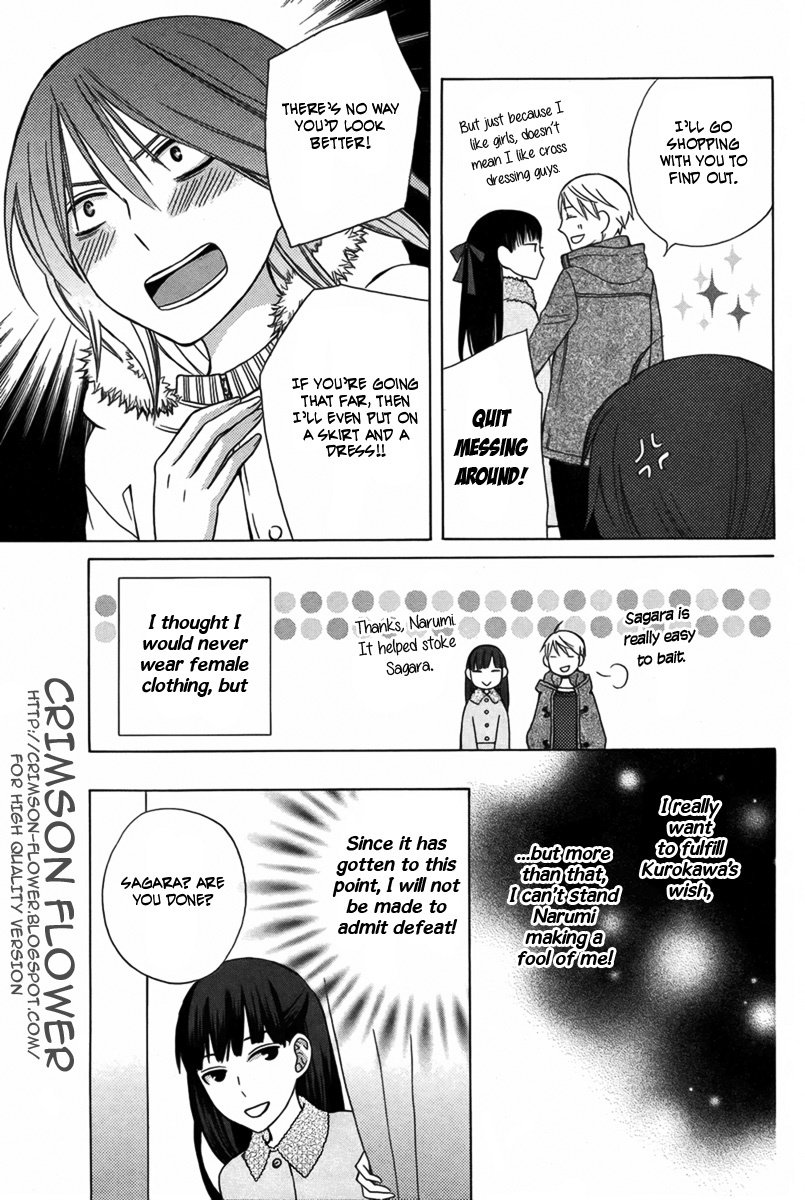 I'LL GO
SHOPPING
WITH YOU TO
FIND OUT.
But just because I
like girls, doesn't
mean I like cross
dressing guys.
QUIT
MESSING
AROUND!
THERE'S NO WAY
YOU'D LOOK
BETTER!
IF YOU'RE GOING
THAT FAR, THEN
I'LL EVEN PUT ON
A SKIRT AND A
DRESS!!
Sagara is
really easy
to bait.
Thanks, Narumi
It helped stoke
Sagara.
I thought I
would never
wear female
clothing, but
I really
want
to fulfill
Kurokawa's
wish,
...but more
than that,
I can't stand
Narumi
making a
fool of me!
Since it has
gotten to this
point, I will not
be made to
admit defeat!
SAGARA? ARE
YOU DONE?
CRIMSON FLOWER
HTTP://CRIMSON-FLOWER.BLOGSPOT.COM/
FOR HIGH QUALITY VERSION